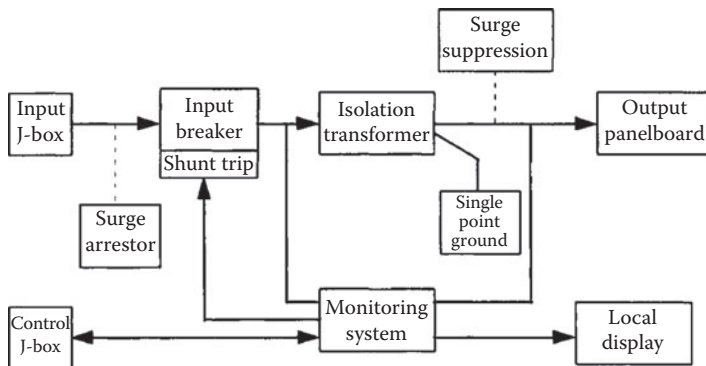 Surge
suppression
Input
J-box
Input
breaker
Shunt trip
Isolation
transformer
Output
panelboard
Surge
arrestor
Single
point
ground
Control
J-box
Monitoring
system
Local
display